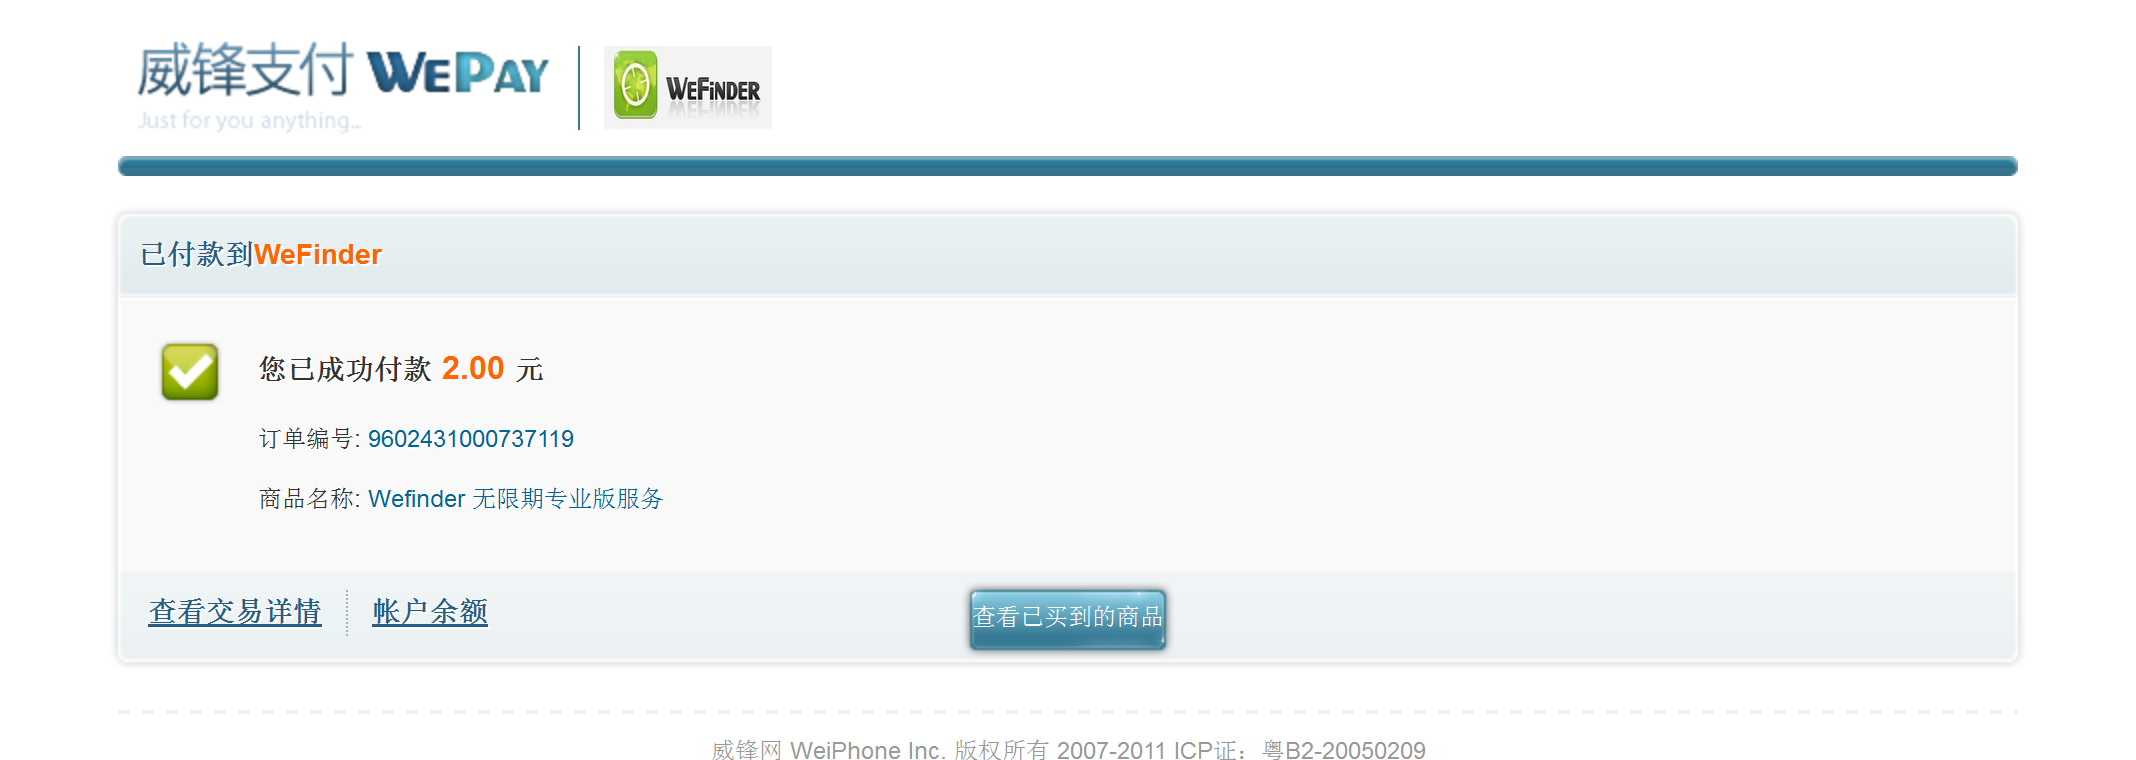 威锋支付 WEPAY
Just for you anything...
WEFINDER
已付款到WeFinder
您已成功付款 2.00 元
订单编号: 9602431000737119
商品名称: Wefinder 无限期专业版服务
查看交易详情 帐户余额 查看已买到的商品
威锋网 WeiPhone Inc. 版权所有 2007-2011 ICP证：粤B2-20050209